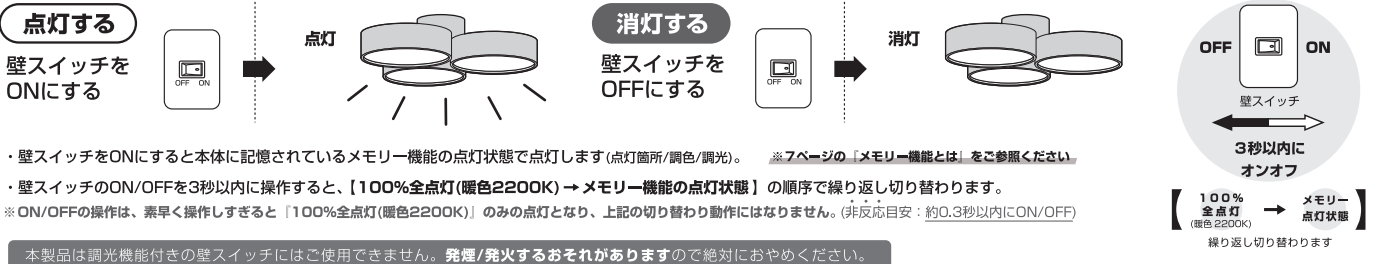 点灯する
壁スイッチを
ONにする
OFF ON
点灯
消灯する
壁スイッチを
OFFにする
OFF ON
消灯
OFF ON
壁スイッチ
3秒以内に
オンオフ
【100%全点灯(暖色2200K) → メモリー点灯状態】
繰り返し切り替わります
・壁スイッチをONにすると本体に記憶されているメモリー機能の点灯状態で点灯します(点灯箇所/調色/調光)。 ※7ページの『メモリー機能とは』をご参照ください
・壁スイッチのON/OFFを3秒以内に操作すると、【100%全点灯(暖色2200K)→メモリー機能の点灯状態】の順序で繰り返し切り替わります。
※ON/OFFの操作は、素早く操作しすぎると『100%全点灯(暖色2200K)』のみの点灯となり、上記の切り替わり動作にはなりません。(非反応目安:約0.3秒以内にON/OFF)
本製品は調光機能付きの壁スイッチにはご使用できません。発煙/発火するおそれがありますので絶対におやめください。